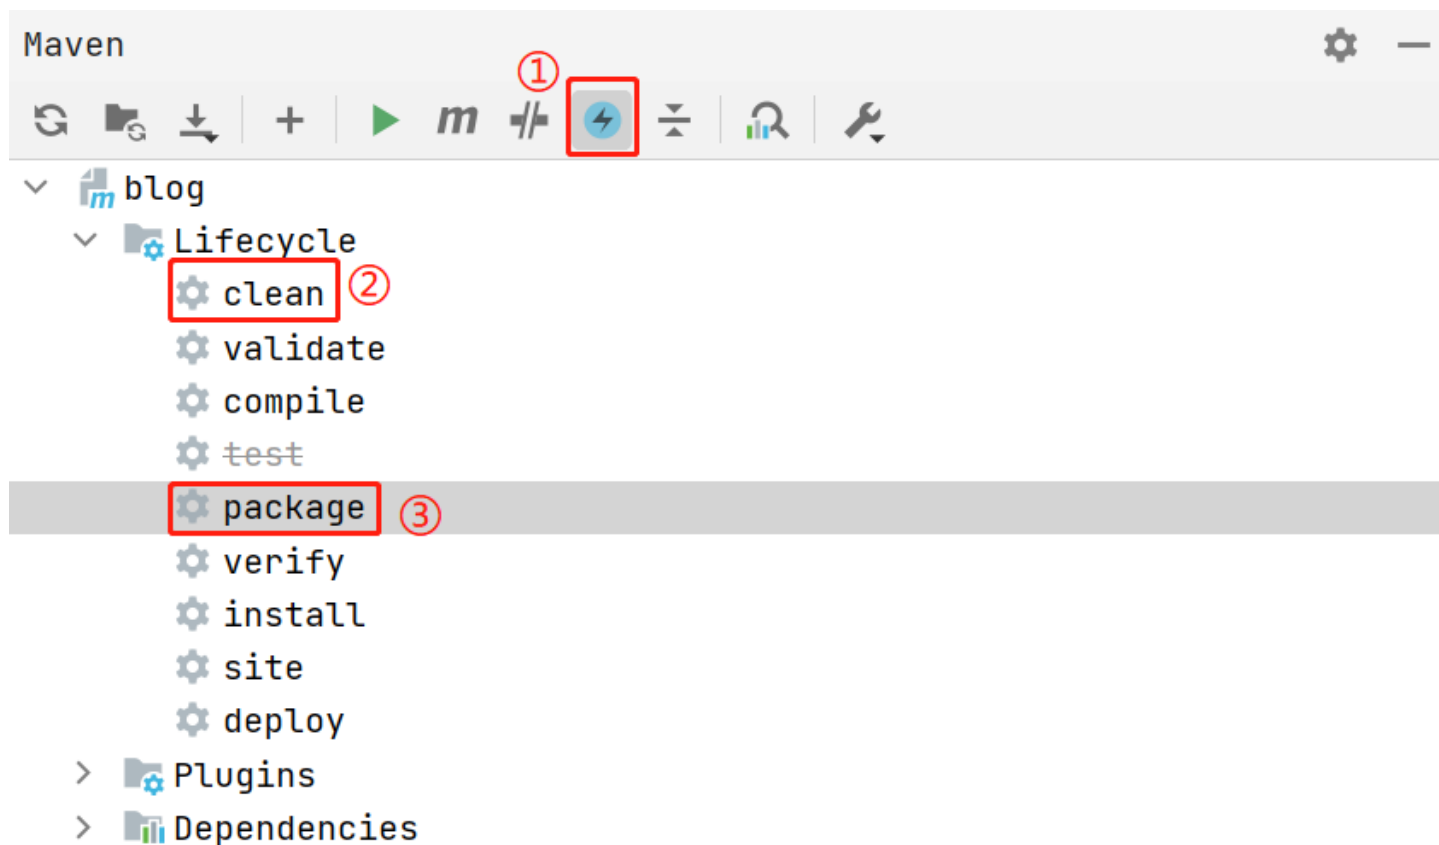 Maven
①
m
blog
Lifecycle
clean ②
validate
compile
test
package ③
verify
install
site
deploy
Plugins
Dependencies